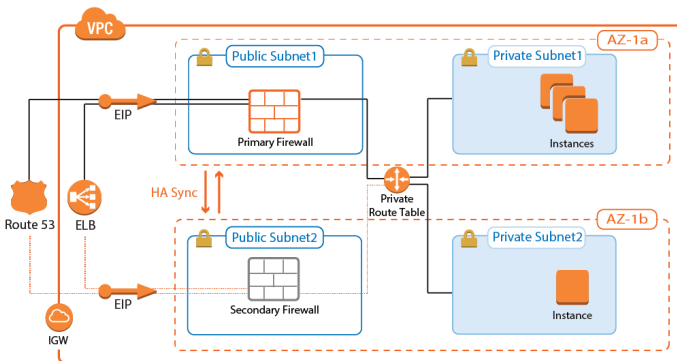 VPC
AZ-1a
Public Subnet1
Private Subnet1
EIP
Primary Firewall
Instances
HA Sync
Private
Route Table
Route 53
ELB
AZ-1b
Public Subnet2
Private Subnet2
EIP
Secondary Firewall
Instance
IGW